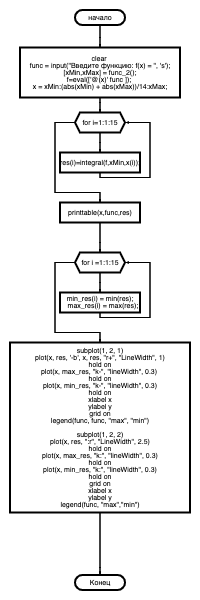 начало
clear
func = input("Введите функцию: f(x) = ", 's');
[xMin,xMax] = func_2();
f=eval(['@(x)' func ]);
x = xMin:(abs(xMin) + abs(xMax))/14:xMax;
for i=1:1:15
res(i)=integral(f,xMin,x(i));
printtable(x,func,res)
for i =1:1:15
min_res(i) = min(res);
max_res(i) = max(res);
subplot(1, 2, 1)
plot(x, res, '-b', x, res, "r+", "LineWidth", 1)
hold on
plot(x, max_res, "k-", "lineWidth", 0.3)
hold on
plot(x, min_res, "k-", "lineWidth", 0.3)
hold on
xlabel x
ylabel y
grid on
legend(func, func, "max", "min")
subplot(1, 2, 2)
plot(x, res, ":r", "LineWidth", 2.5)
hold on
plot(x, max_res, "k:", "lineWidth", 0.3)
hold on
plot(x, min_res, "k:", "lineWidth", 0.3)
hold on
grid on
xlabel x
ylabel y
legend(func, "max","min")
Конец